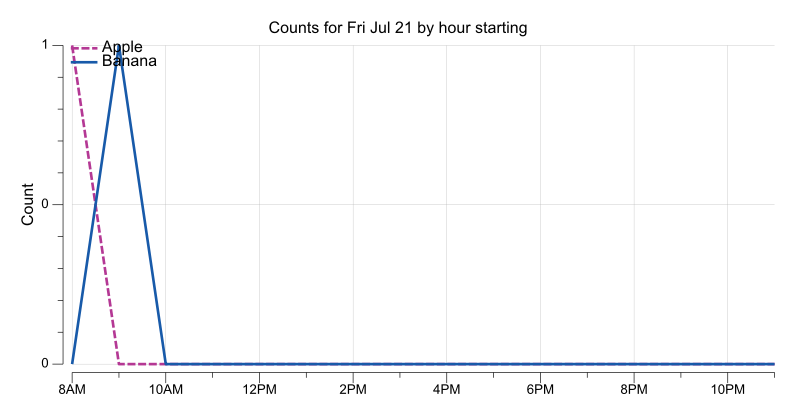 Counts for Fri Jul 21 by hour starting
1
Apple
Banana
Count
0
0
8AM 10AM 12PM 2PM 4PM 6PM 8PM 10PM